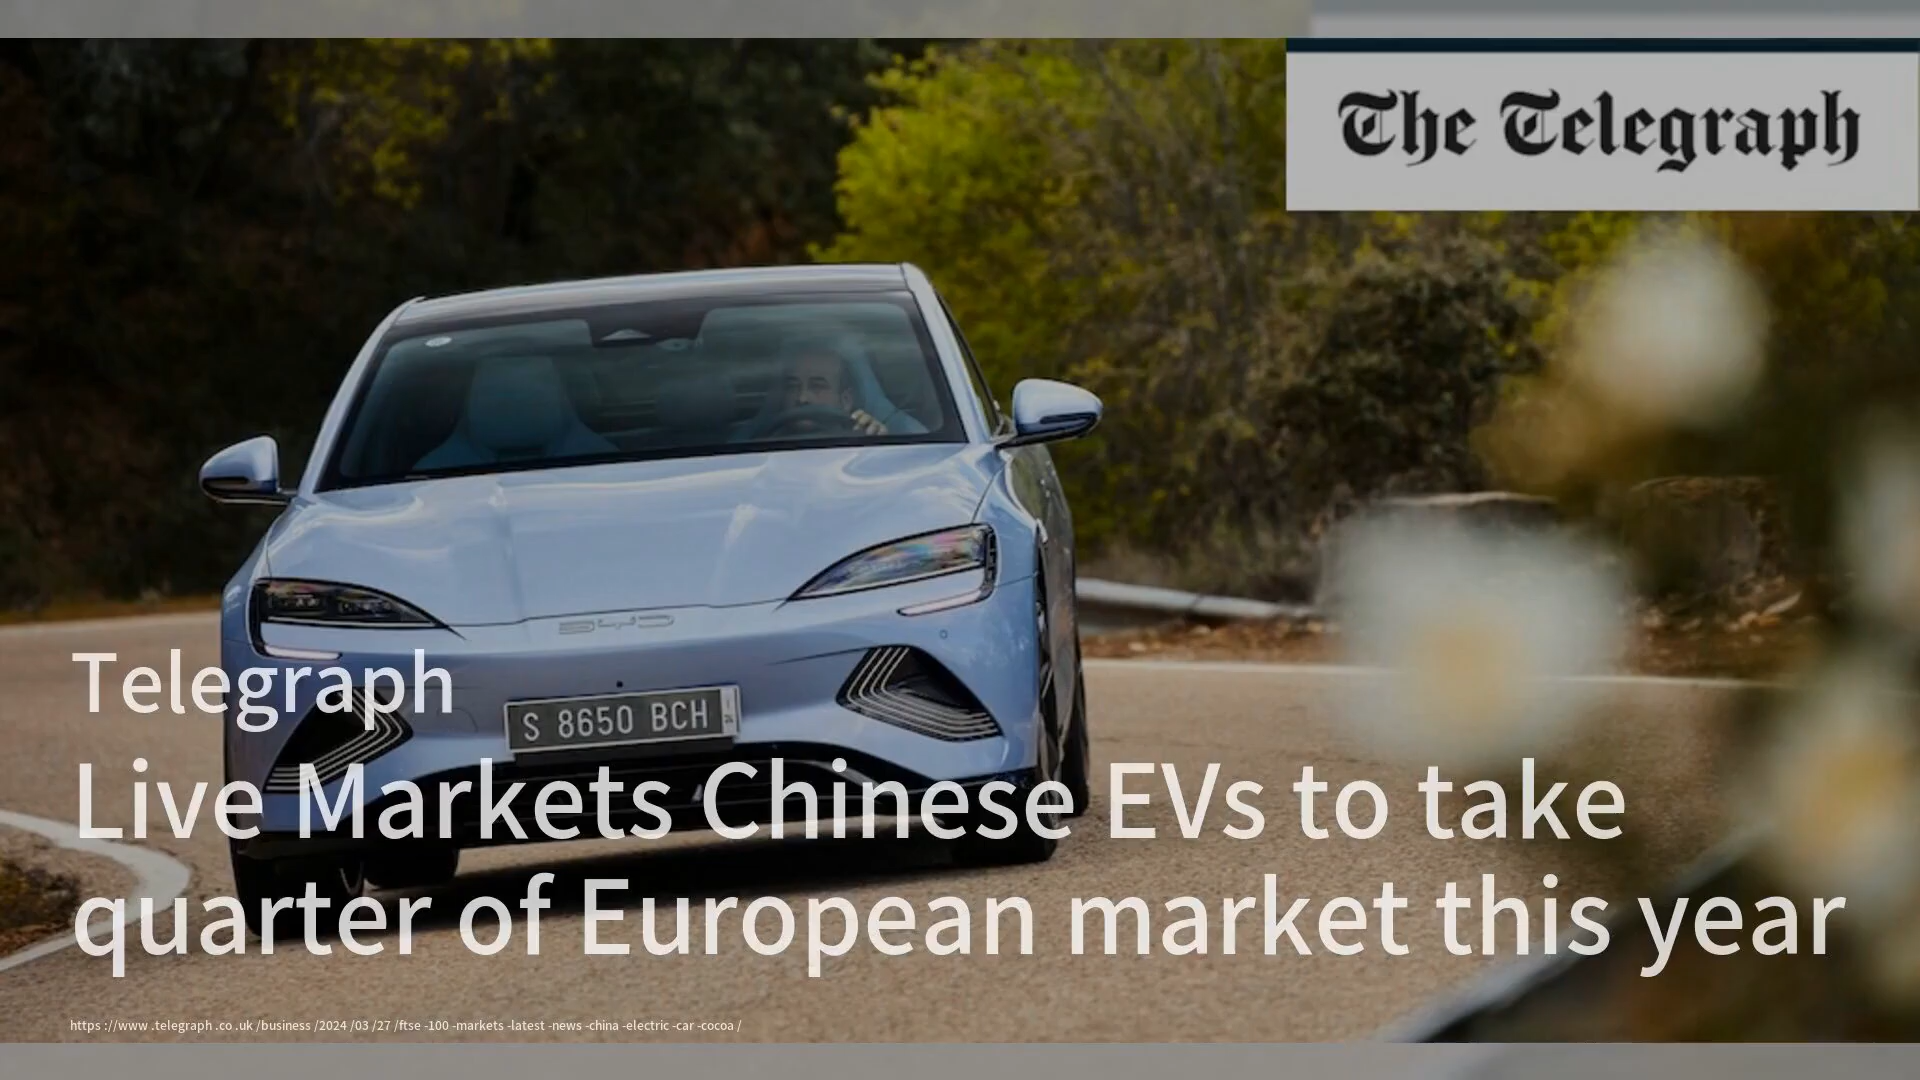 The Telegraph
BYD
S 8650 BCH
Telegraph
Live Markets Chinese EVs to take
quarter of European market this year
https ://www .telegraph .co .uk /business /2024 /03 /27 /ftse -100 -markets -latest -news -china -electric -car -cocoa /